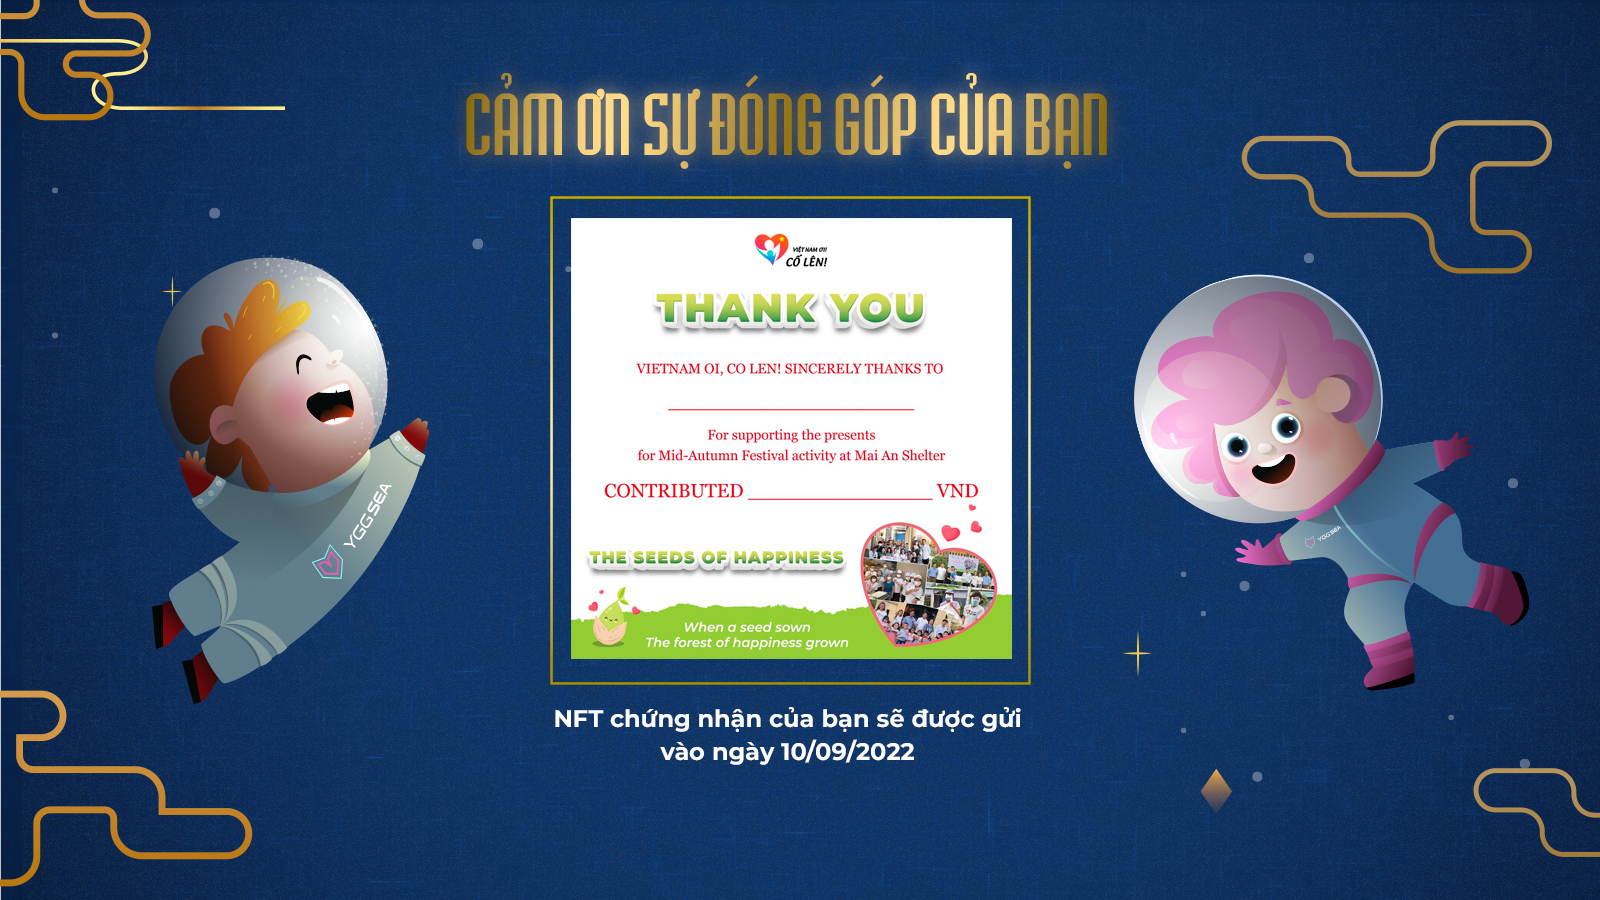 CẢM ƠN SỰ ĐÓNG GÓP CỦA BẠN
VIỆT NAM ƠI!
CỐ LÊN!
THANK YOU
VIETNAM OI, CO LEN! SINCERELY THANKS TO
For supporting the presents
for Mid-Autumn Festival activity at Mai An Shelter
CONTRIBUTED ____________________ VND
THE SEEDS OF HAPPINESS
When a seed sown
The forest of happiness grown
YGG SEA
YGG SEA
NFT chứng nhận của bạn sẽ được gửi
vào ngày 10/09/2022